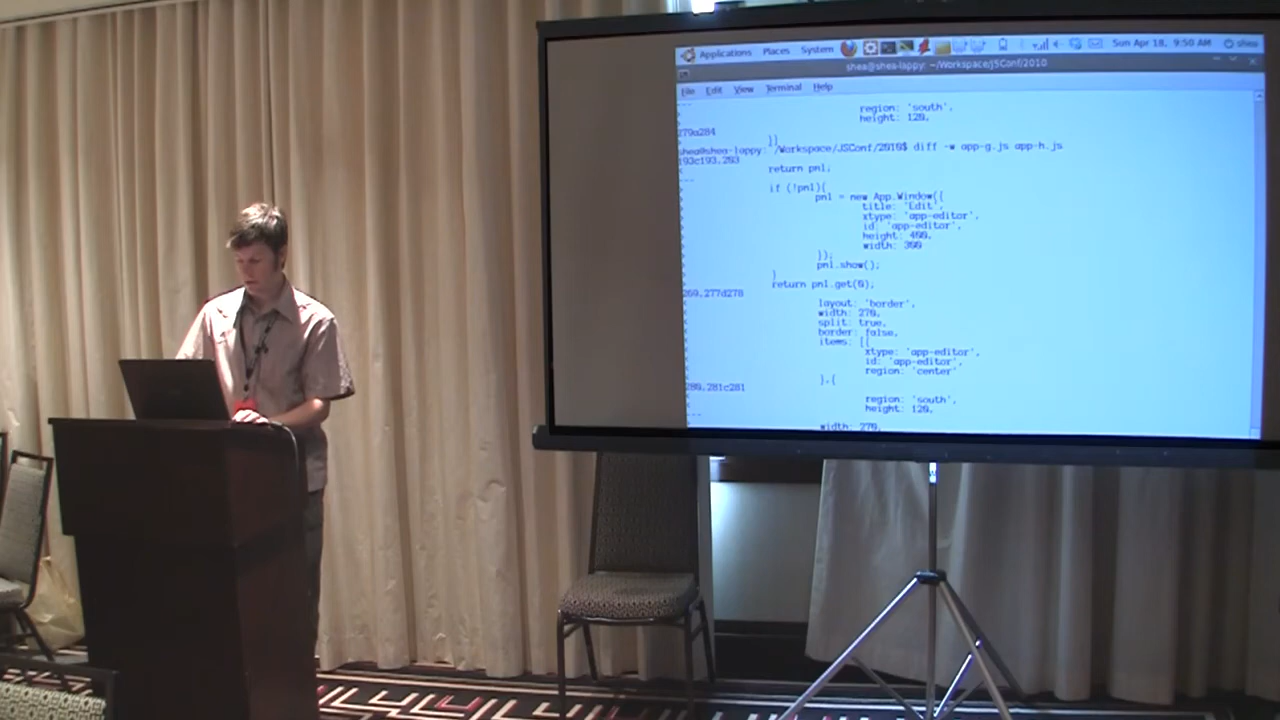 Applications Places System Sun Apr 18, 9:50 AM shea
shea@shea-lappy: ~/Workspace/JSConf/2010
File Edit View Terminal Help
---
region: 'south',
height: 120,
279a284
}]
shea@shea-lappy:~/Workspace/JSConf/2010$ diff -w app-g.js app-h.js
193c193,203
< return pnl;
---
if (!pnl){
pnl = new App.Window({
title: 'Edit',
xtype: 'app-editor',
id: 'app-editor',
height: 400,
width: 300
});
pnl.show();
}
return pnl.get(0);
269,277d278
layout: 'border',
width: 270,
split: true,
border: false,
items: [{
xtype: 'app-editor',
id: 'app-editor',
region: 'center'
},{
280,281c281
region: 'south',
height: 120,
---
width: 270,